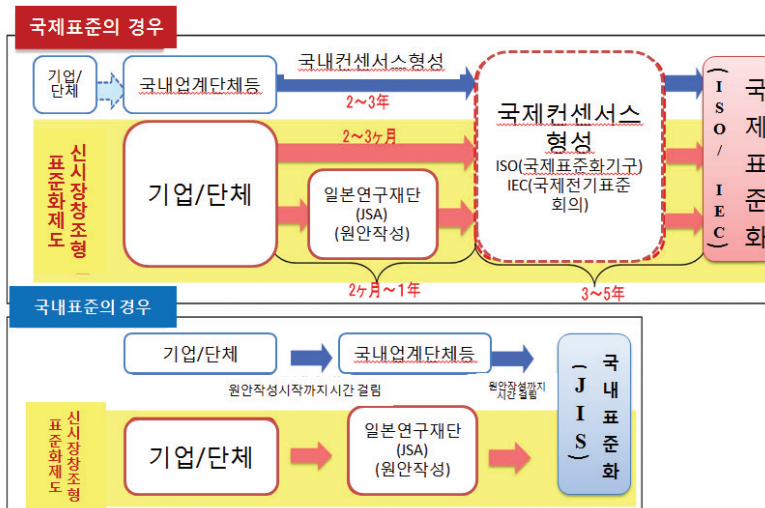 국제표준의 경우
기업/
단체
국내업계단체등
국내컨센서스형성
2～3年
국제컨센서스
형성
ISO(국제표준화기구)
IEC(국제전기표준
회의)
국제표준화
(ISO/IEC)
신시장창조형
표준화제도
기업/단체
2～3ヶ月
일본연구재단
(JSA)
(원안작성)
2ヶ月～1年
3～5年
국내표준의 경우
기업/단체
국내업계단체등
원안작성시작까지 시간 걸림
원안작성까지
시간 걸림
국내표준화
(JIS)
신시장창조형
표준화제도
기업/단체
일본연구재단
(JSA)
(원안작성)